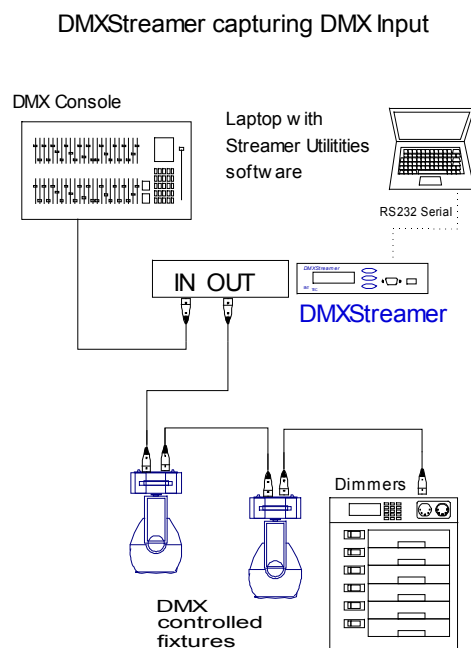 DMXStreamer capturing DMX Input
DMX Console
Laptop with
Streamer Utilitities
software
RS232 Serial
IN OUT
DMXStreamer
DMXStreamer
Dimmers
DMX
controlled
fixtures